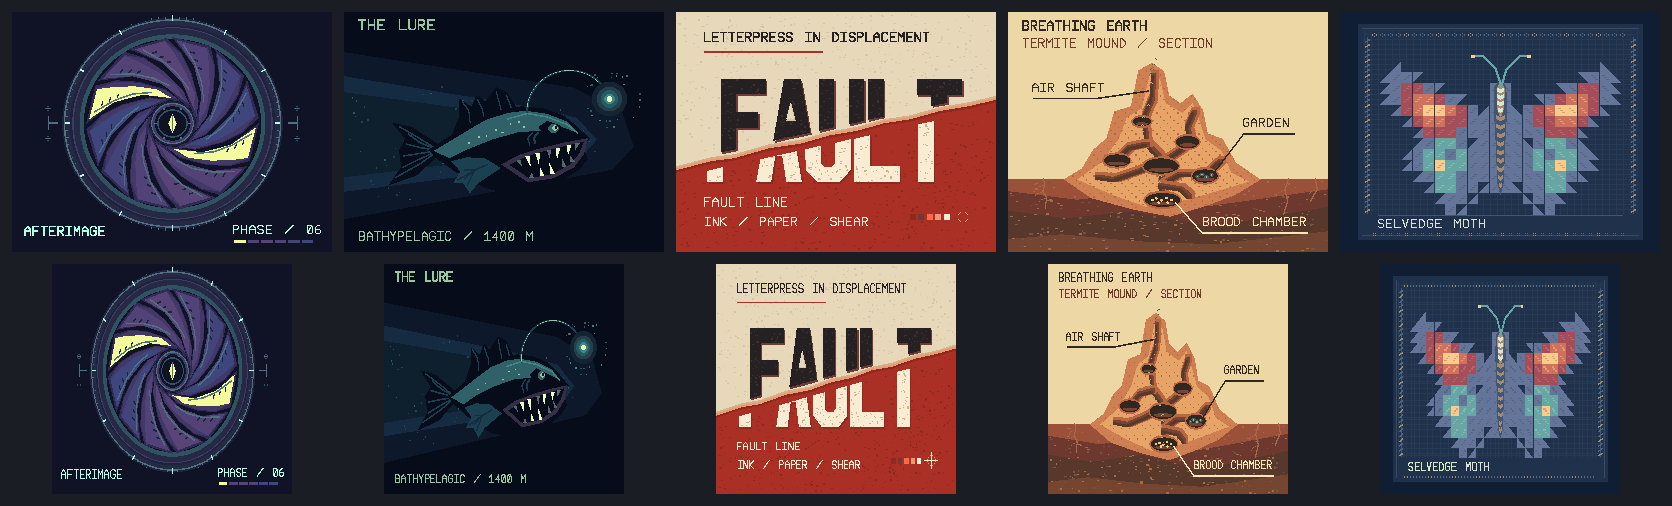 AFTERIMAGE
PHASE / 06
THE LURE
BATHYPELAGIC / 1400 M
LETTERPRESS IN DISPLACEMENT
FAULT
FAULT LINE
INK / PAPER / SHEAR
BREATHING EARTH
TERMITE MOUND / SECTION
AIR SHAFT
GARDEN
BROOD CHAMBER
SELVEDGE MOTH
AFTERIMAGE
PHASE / 06
THE LURE
BATHYPELAGIC / 1400 M
LETTERPRESS IN DISPLACEMENT
FAULT
FAULT LINE
INK / PAPER / SHEAR
BREATHING EARTH
TERMITE MOUND / SECTION
AIR SHAFT
GARDEN
BROOD CHAMBER
SELVEDGE MOTH